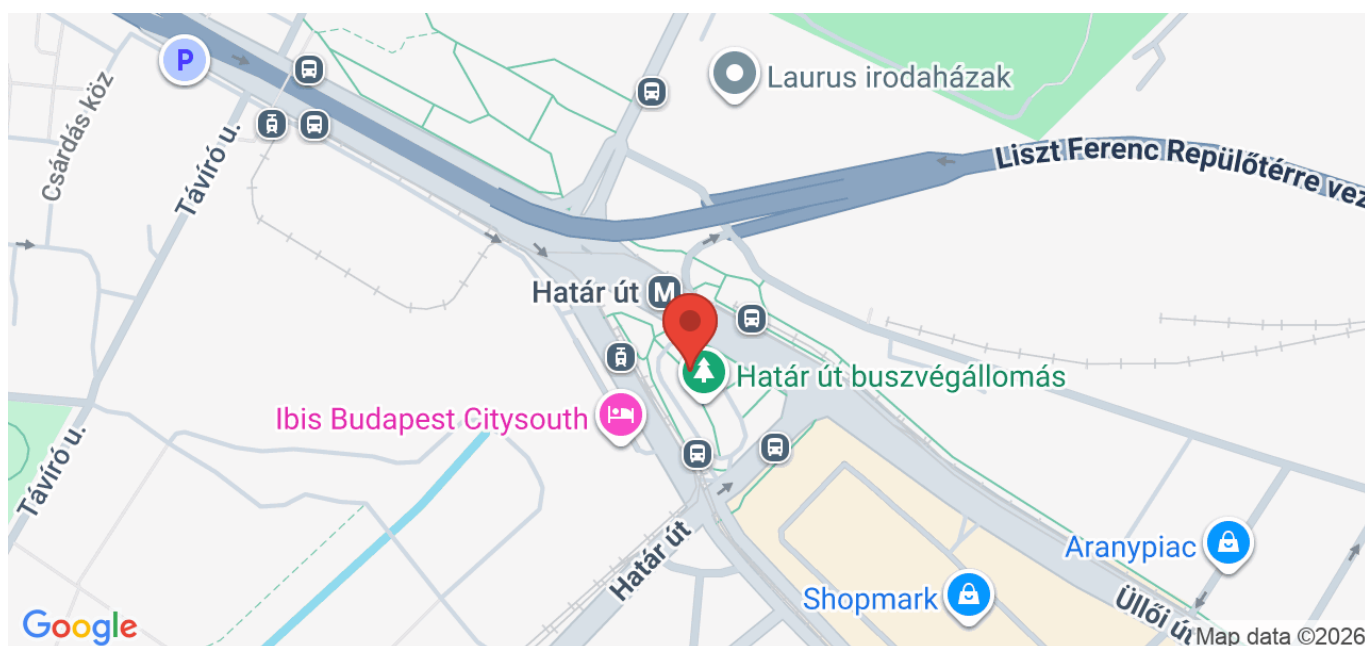 P
Csárdás köz
Távíró u.
Laurus irodaházak
Liszt Ferenc Repülőtérre vez
Határ út
M
Határ út buszvégállomás
Ibis Budapest Citysouth
Távíró u.
Határ út
Aranypiac
Shopmark
Üllői út
Google
Map data ©2026